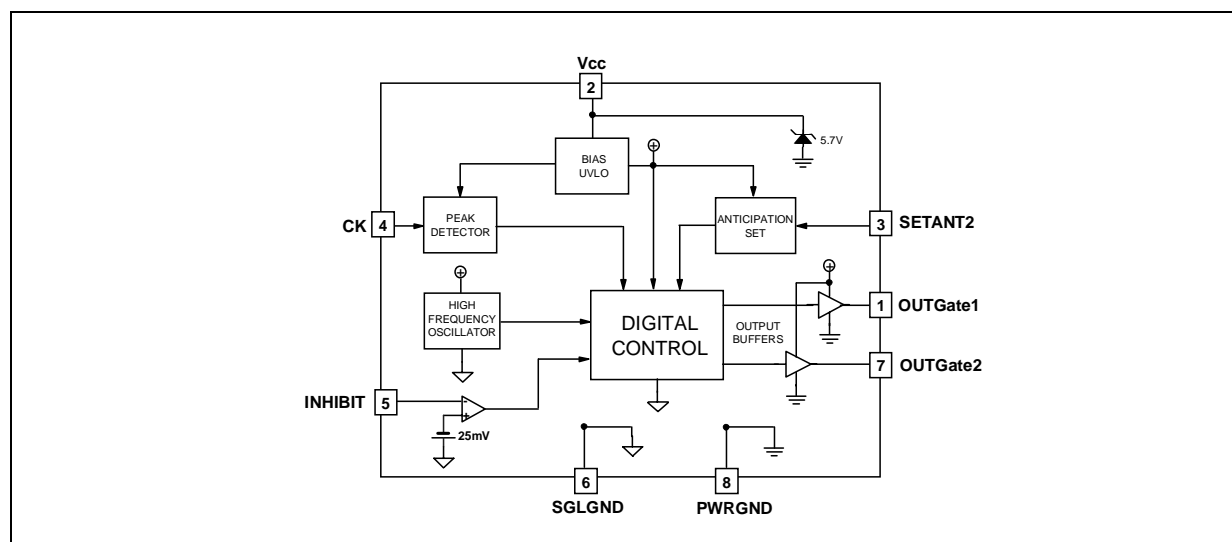 Vcc
2
5.7V
BIAS
UVLO
CK
4
PEAK
DETECTOR
ANTICIPATION
SET
3
SETANT2
HIGH
FREQUENCY
OSCILLATOR
DIGITAL
CONTROL
OUTPUT
BUFFERS
1
OUTGate1
7
OUTGate2
INHIBIT
5
-
+
25mV
6
SGLGND
8
PWRGND